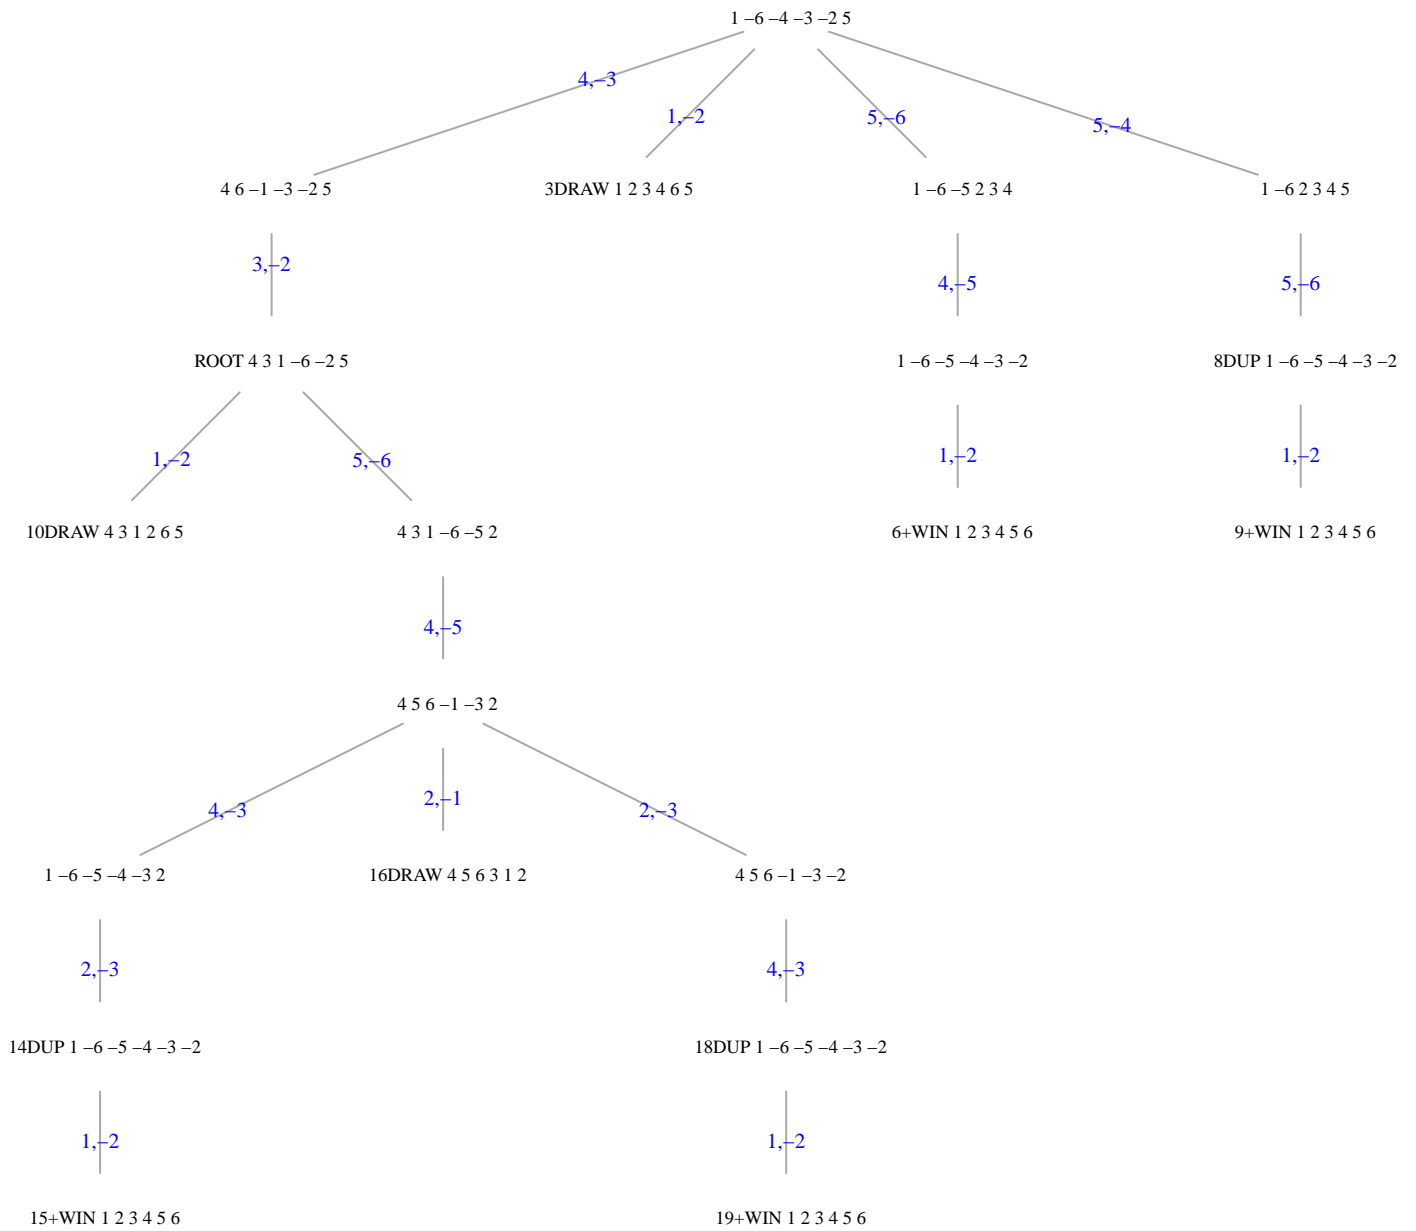 1 –6 –4 –3 –2 5
4,–3
1,–2
5,–6
5,–4
4 6 –1 –3 –2 5
3DRAW 1 2 3 4 6 5
1 –6 –5 2 3 4
1 –6 2 3 4 5
3,–2
4,–5
5,–6
ROOT 4 3 1 –6 –2 5
1 –6 –5 –4 –3 –2
8DUP 1 –6 –5 –4 –3 –2
1,–2
5,–6
1,–2
1,–2
10DRAW 4 3 1 2 6 5
4 3 1 –6 –5 2
6+WIN 1 2 3 4 5 6
9+WIN 1 2 3 4 5 6
4,–5
4 5 6 –1 –3 2
4,–3
2,–1
2,–3
1 –6 –5 –4 –3 2
16DRAW 4 5 6 3 1 2
4 5 6 –1 –3 –2
2,–3
4,–3
14DUP 1 –6 –5 –4 –3 –2
18DUP 1 –6 –5 –4 –3 –2
1,–2
1,–2
15+WIN 1 2 3 4 5 6
19+WIN 1 2 3 4 5 6